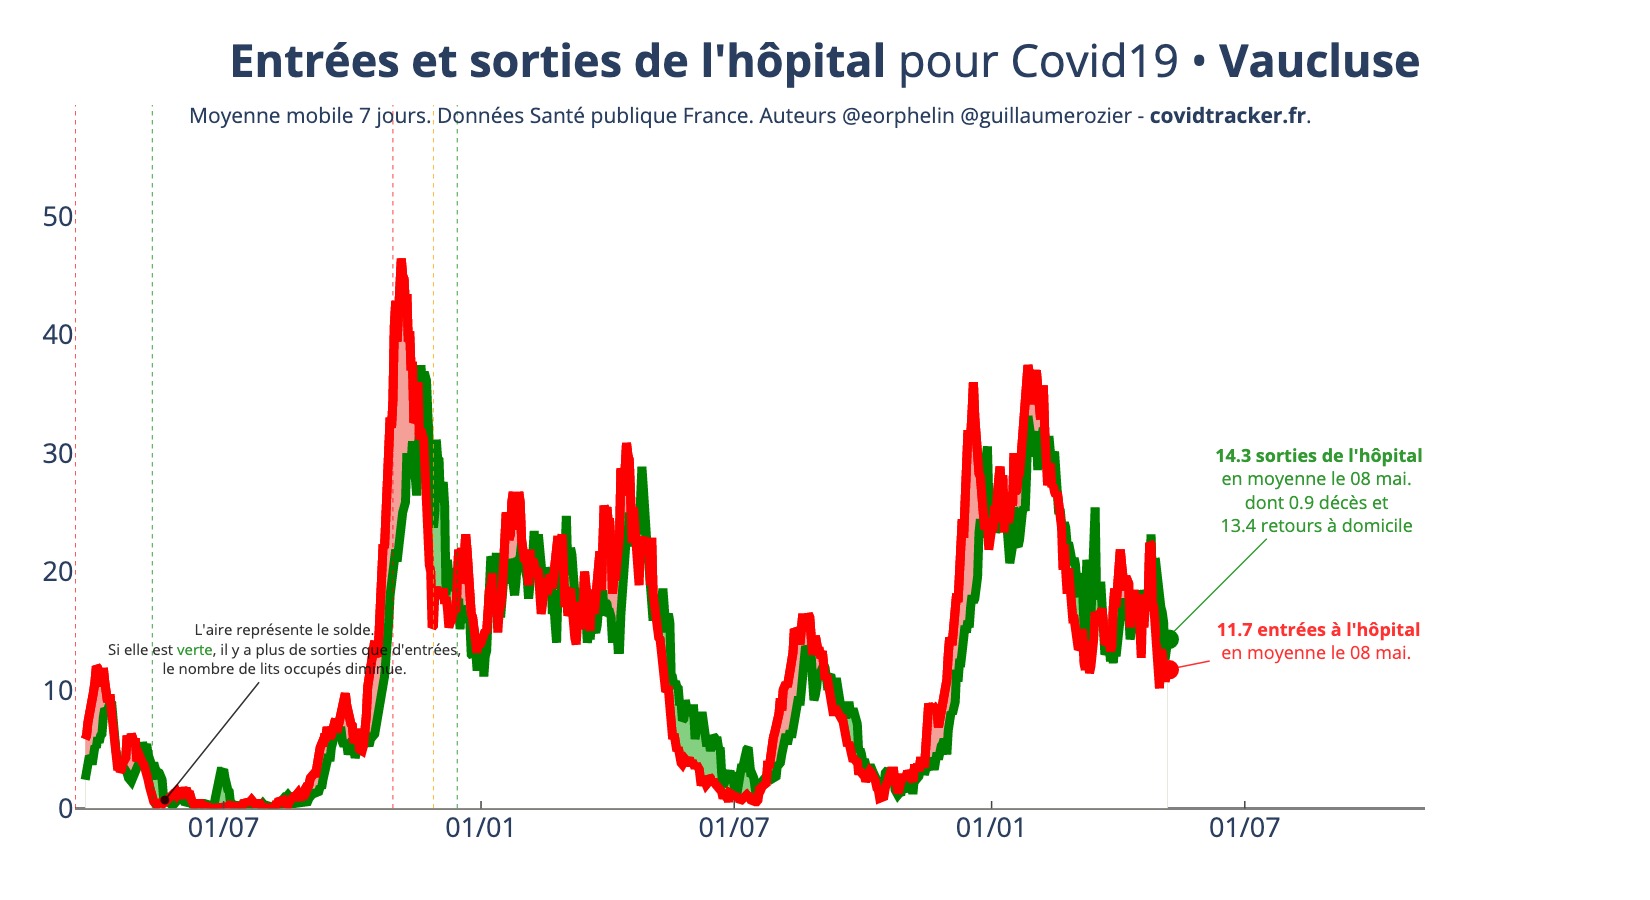 Entrées et sorties de l'hôpital pour Covid19 • Vaucluse
Moyenne mobile 7 jours. Données Santé publique France. Auteurs @eorphelin @guillaumerozier - covidtracker.fr.
50
40
30
20
10
0
14.3 sorties de l'hôpital
en moyenne le 08 mai.
dont 0.9 décès et
13.4 retours à domicile
11.7 entrées à l'hôpital
en moyenne le 08 mai.
L'aire représente le solde.
Si elle est verte, il y a plus de sorties que d'entrées,
le nombre de lits occupés diminue.
01/07
01/01
01/07
01/01
01/07